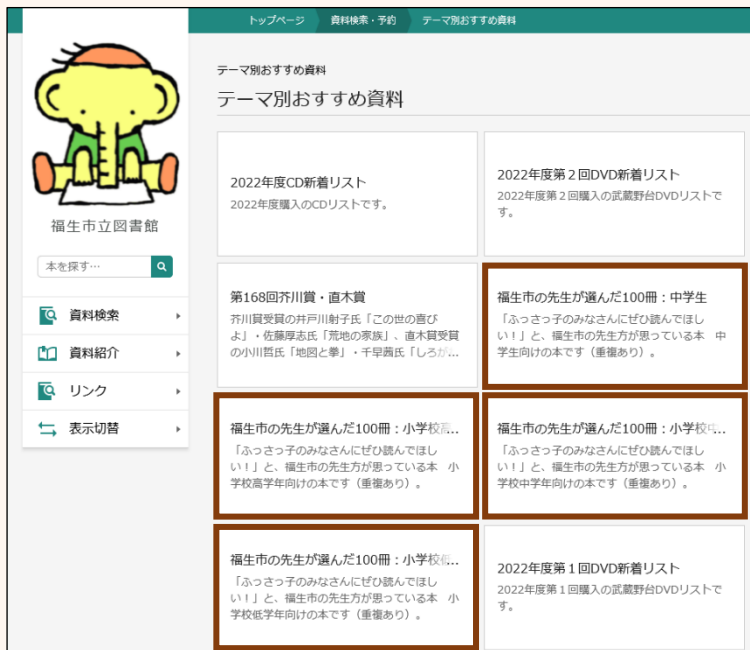 トップページ 資料検索・予約 テーマ別おすすめ資料
福生市立図書館
本を探す…
資料検索
資料紹介
リンク
表示切替
テーマ別おすすめ資料
テーマ別おすすめ資料
2022年度CD新着リスト
2022年度購入のCDリストです。
2022年度第2回DVD新着リスト
2022年度第2回購入の武蔵野台DVDリストで
す。
第168回芥川賞・直木賞
芥川賞受賞の井戸川射子氏「この世の喜び
よ」・佐藤厚志氏「荒地の家族」、直木賞受賞
の小川哲氏「地図と拳」・千早茜氏「しろが...
福生市の先生が選んだ100冊：中学生
「ふっさっ子のみなさんにぜひ読んでほし
い！」と、福生市の先生方が思っている本　中
学生向けの本です（重複あり）。
福生市の先生が選んだ100冊：小学校高...
「ふっさっ子のみなさんにぜひ読んでほし
い！」と、福生市の先生方が思っている本　小
学校高学年向けの本です（重複あり）。
福生市の先生が選んだ100冊：小学校中...
「ふっさっ子のみなさんにぜひ読んでほし
い！」と、福生市の先生方が思っている本　小
学校中学年向けの本です（重複あり）。
福生市の先生が選んだ100冊：小学校低...
「ふっさっ子のみなさんにぜひ読んでほし
い！」と、福生市の先生方が思っている本　小
学校低学年向けの本です（重複あり）。
2022年度第1回DVD新着リスト
2022年度第1回購入の武蔵野台DVDリストで
す。